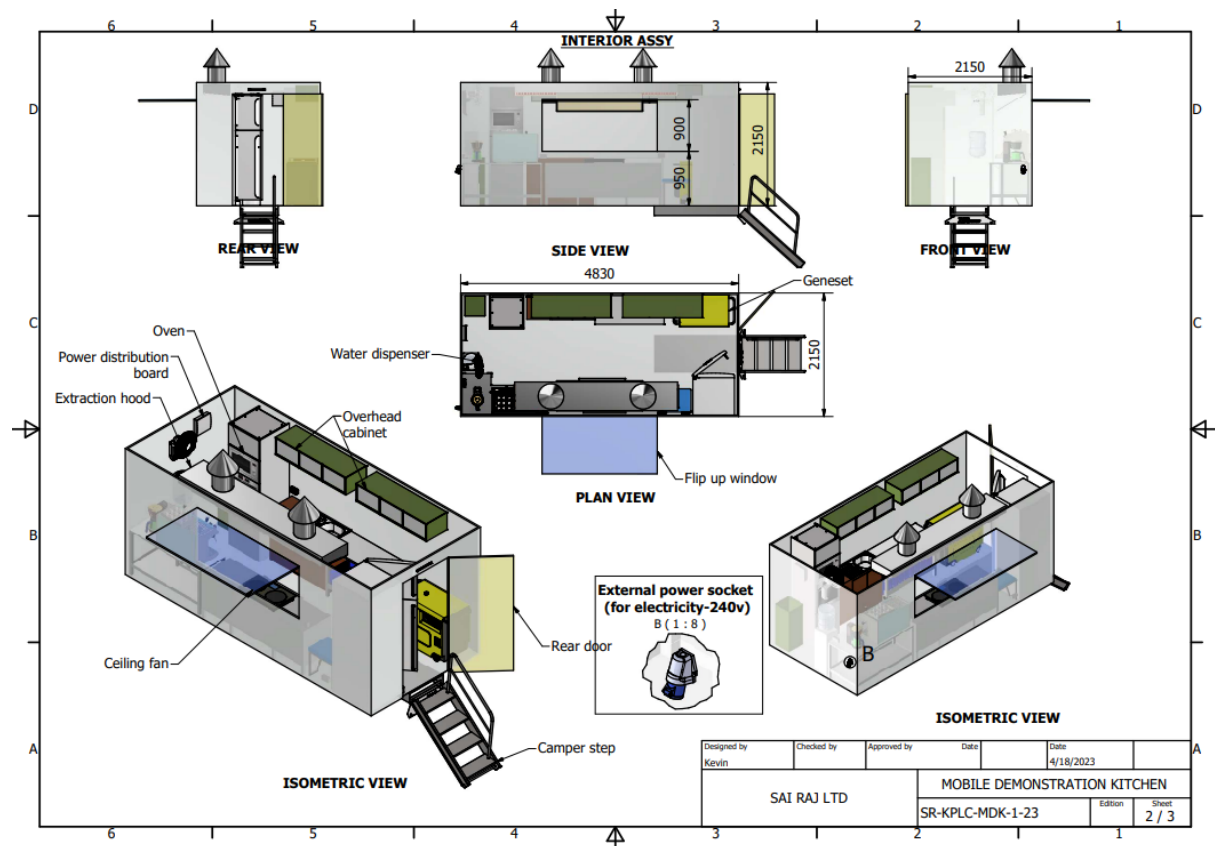 6 5 4 3 2 1
INTERIOR ASSY
D
D
2150
900
950
2150
REAR VIEW
SIDE VIEW
FRONT VIEW
4830
Geneset
C
C
2150
Oven
Power distribution
board
Water dispenser
Extraction hood
Overhead
cabinet
Flip up window
PLAN VIEW
B
B
External power socket
(for electricity-240v)
B ( 1 : 8 )
Rear door
Ceiling fan
B
ISOMETRIC VIEW
Camper step
A
A
ISOMETRIC VIEW
Designed by
Kevin
Checked by
Approved by
Date
Date
4/18/2023
SAI RAJ LTD
MOBILE DEMONSTRATION KITCHEN
SR-KPLC-MDK-1-23
Edition
Sheet
2 / 3
6 5 4 3 2 1